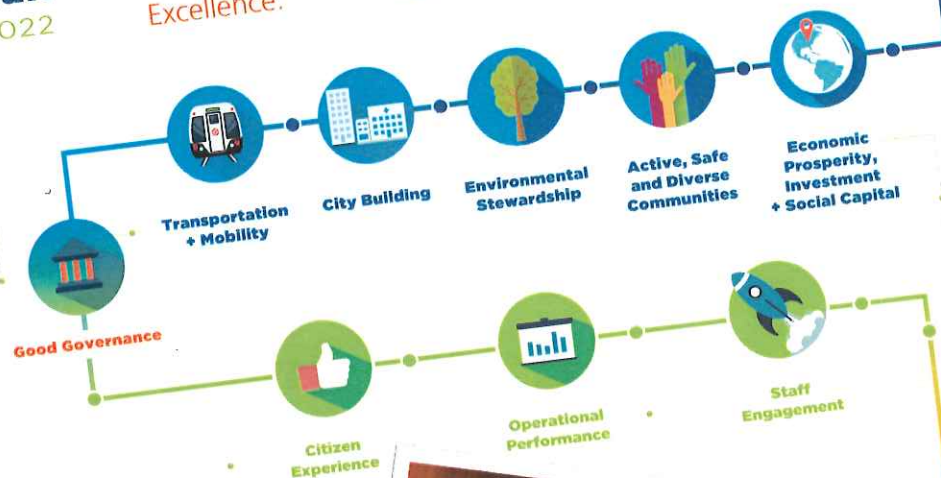 2022
Excellence.
Transportation
+ Mobility
City Building
Environmental
Stewardship
Active, Safe
and Diverse
Communities
Economic
Prosperity,
Investment
+ Social Capital
Good Governance
Citizen
Experience
Operational
Performance
Staff
Engagement